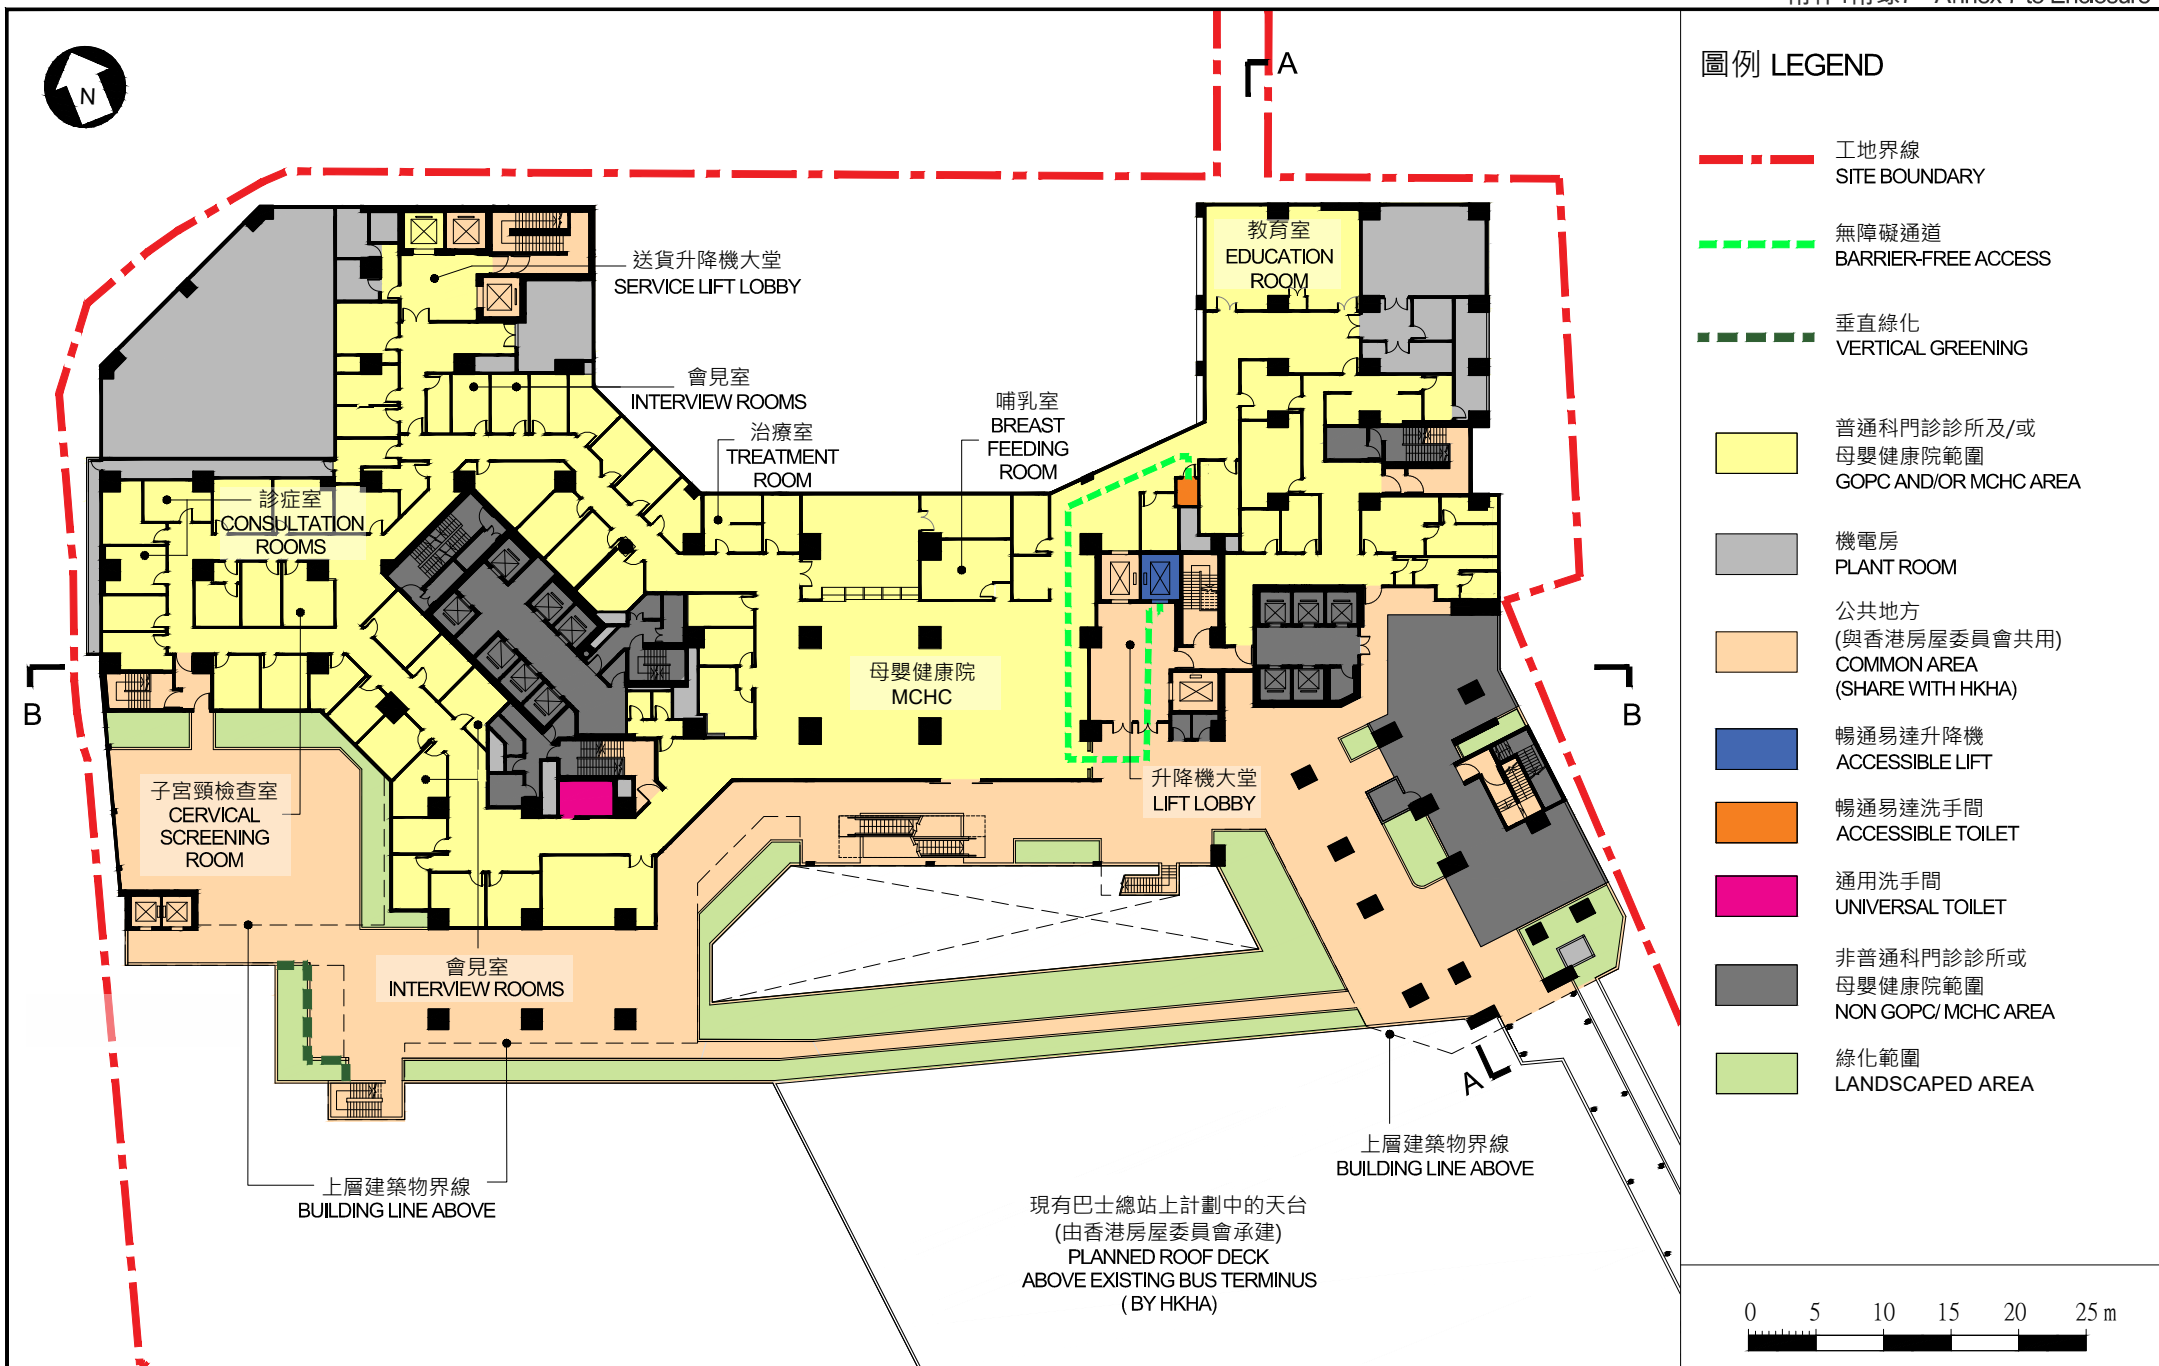 N
A
送貨升降機大堂
SERVICE LIFT LOBBY
教育室
EDUCATION
ROOM
會見室
INTERVIEW ROOMS
治療室
TREATMENT
ROOM
哺乳室
BREAST
FEEDING
ROOM
診症室
CONSULTATION
ROOMS
B
母嬰健康院
MCHC
B
子宮頸檢查室
CERVICAL
SCREENING
ROOM
升降機大堂
LIFT LOBBY
會見室
INTERVIEW ROOMS
A
上層建築物界線
BUILDING LINE ABOVE
上層建築物界線
BUILDING LINE ABOVE
現有巴士總站上計劃中的天台
(由香港房屋委員會承建)
PLANNED ROOF DECK
ABOVE EXISTING BUS TERMINUS
( BY HKHA)
圖例 LEGEND
工地界線
SITE BOUNDARY
無障礙通道
BARRIER-FREE ACCESS
垂直綠化
VERTICAL GREENING
普通科門診診所及/或
母嬰健康院範圍
GOPC AND/OR MCHC AREA
機電房
PLANT ROOM
公共地方
(與香港房屋委員會共用)
COMMON AREA
(SHARE WITH HKHA)
暢通易達升降機
ACCESSIBLE LIFT
暢通易達洗手間
ACCESSIBLE TOILET
通用洗手間
UNIVERSAL TOILET
非普通科門診診所或
母嬰健康院範圍
NON GOPC/ MCHC AREA
綠化範圍
LANDSCAPED AREA
0 5 10 15 20 25 m